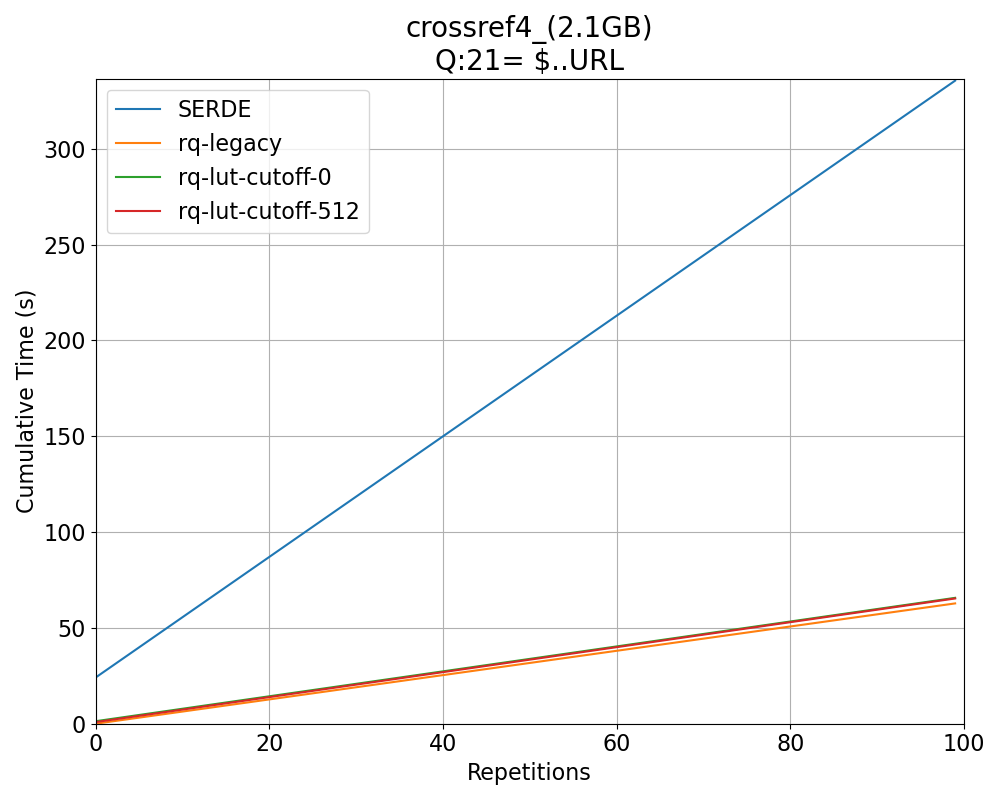 crossref4_(2.1GB)
Q:21= $..URL
SERDE
rq-legacy
rq-lut-cutoff-0
rq-lut-cutoff-512
Cumulative Time (s)
300
250
200
150
100
50
0
0 20 40 60 80 100
Repetitions